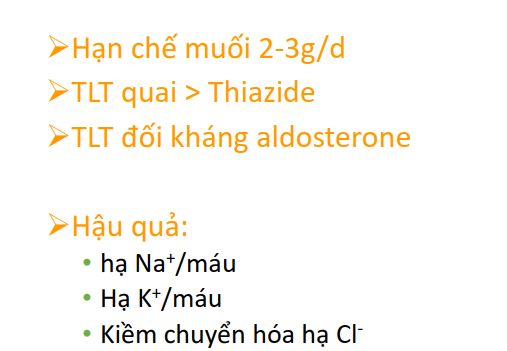 ➢Hạn chế muối 2-3g/d
➢TLT quai > Thiazide
➢TLT đối kháng aldosterone
➢Hậu quả:
• hạ Na⁺/máu
• Hạ K⁺/máu
• Kiềm chuyển hóa hạ Cl⁻